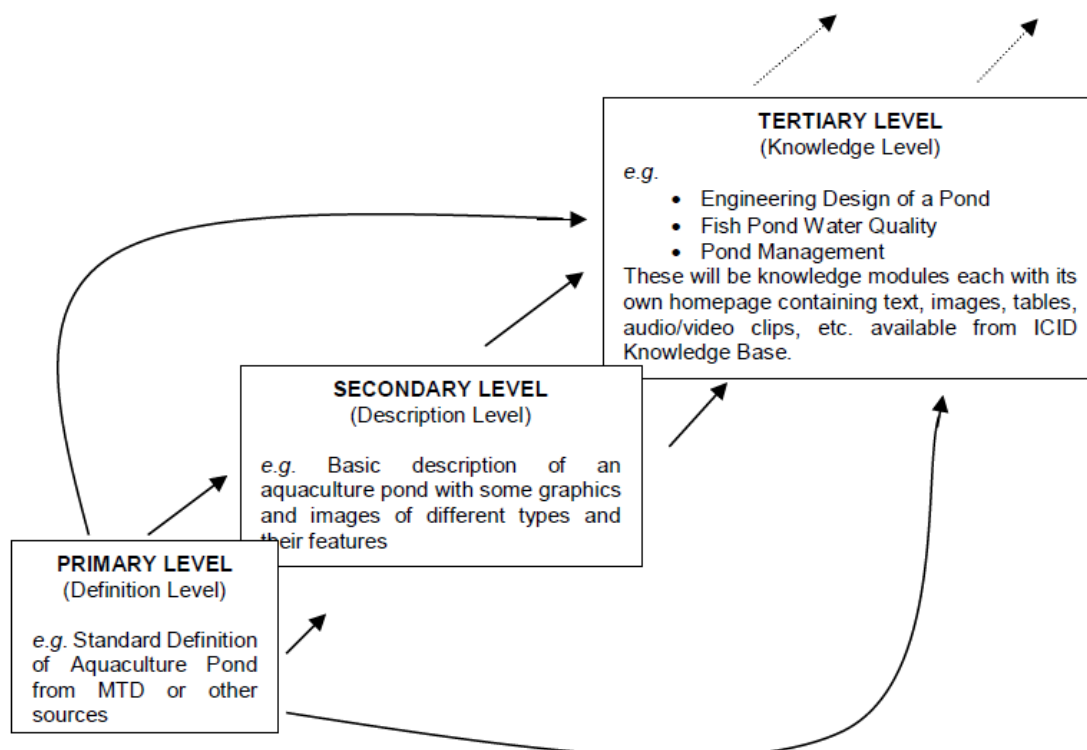 TERTIARY LEVEL
(Knowledge Level)
e.g.
• Engineering Design of a Pond
• Fish Pond Water Quality
• Pond Management
These will be knowledge modules each with its
own homepage containing text, images, tables,
audio/video clips, etc. available from ICID
Knowledge Base.
SECONDARY LEVEL
(Description Level)
e.g. Basic description of an
aquaculture pond with some graphics
and images of different types and
their features
PRIMARY LEVEL
(Definition Level)
e.g. Standard Definition
of Aquaculture Pond
from MTD or other
sources